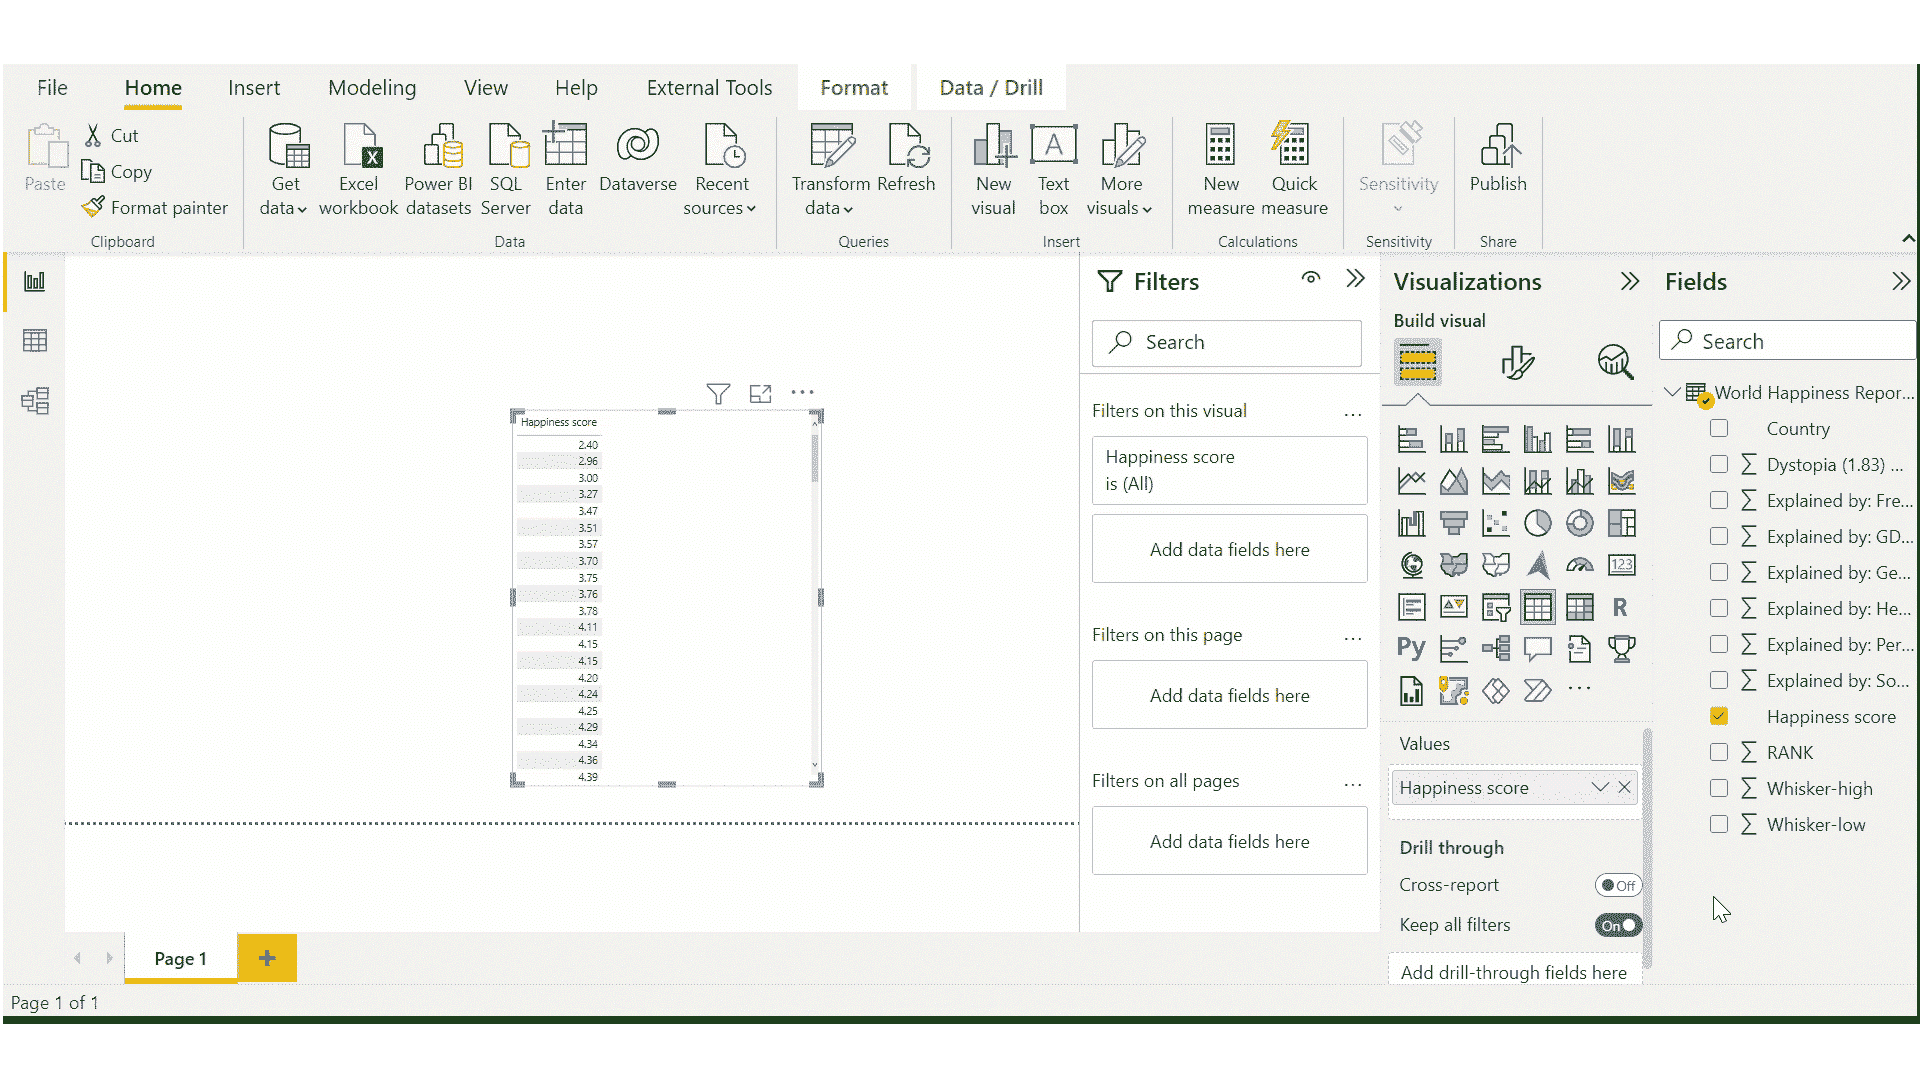 File Home Insert Modeling View Help External Tools Format Data / Drill
Paste
Cut
Copy
Format painter
Clipboard
Get data
Excel workbook
Power BI datasets
SQL Server
Enter data
Dataverse
Recent sources
Data
Transform data
Refresh
Queries
New visual
A
Text box
More visuals
Insert
New measure
Quick measure
Calculations
Sensitivity
Sensitivity
Publish
Share
Happiness score
2.40
2.96
3.00
3.27
3.47
3.51
3.57
3.70
3.75
3.76
3.78
4.11
4.15
4.15
4.20
4.24
4.25
4.29
4.34
4.36
4.39
Filters
Search
Filters on this visual ...
Happiness score
is (All)
Add data fields here
Filters on this page ...
Add data fields here
Filters on all pages ...
Add data fields here
Visualizations
Build visual
123
R
Py
...
Values
Happiness score
Drill through
Cross-report Off
Keep all filters On
Add drill-through fields here
Fields
Search
World Happiness Repor...
Country
Σ Dystopia (1.83) ...
Σ Explained by: Fre...
Σ Explained by: GD...
Σ Explained by: Ge...
Σ Explained by: He...
Σ Explained by: Per...
Σ Explained by: So...
Happiness score
Σ RANK
Σ Whisker-high
Σ Whisker-low
Page 1 +
Page 1 of 1